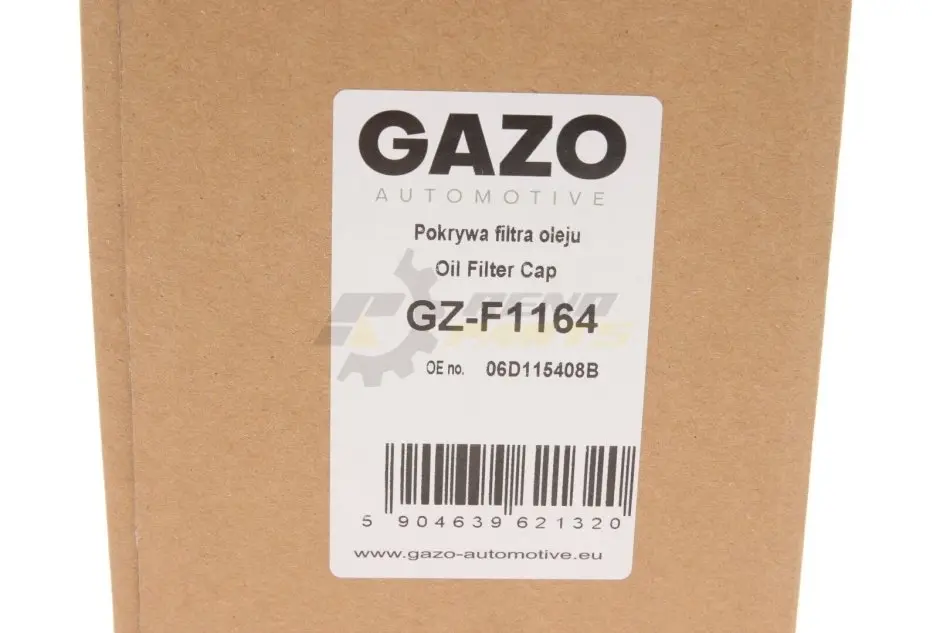 GAZO
AUTOMOTIVE
Pokrywa filtra oleju
Oil Filter Cap
GZ-F1164
OE no. 06D115408B
5 904639 621320
www.gazo-automotive.eu